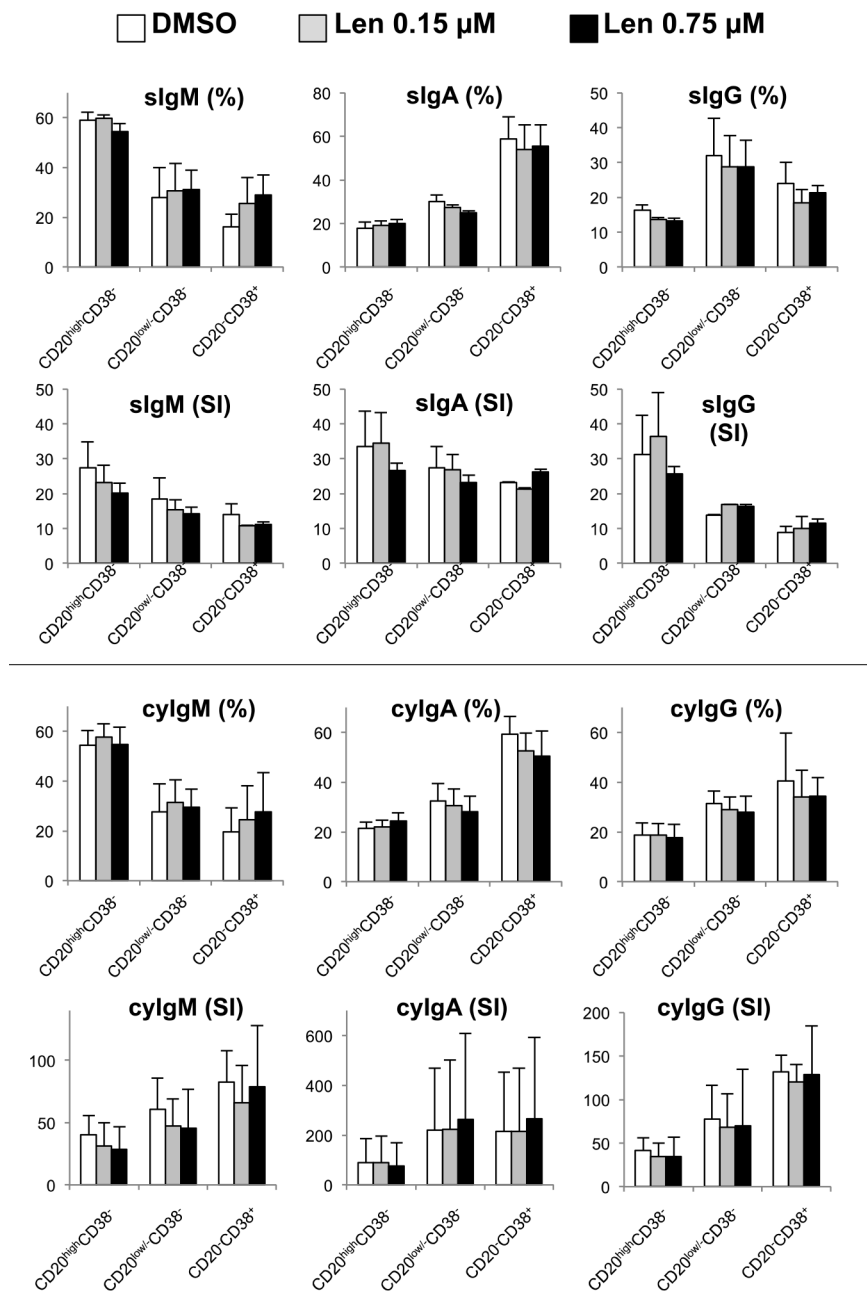 DMSO Len 0.15 µM Len 0.75 µM
sIgM (%) sIgA (%) sIgG (%)
60 80 50
40 60 40
20 40 30
0 20 20
0 10
0
CD20highCD38- CD20low/-CD38- CD20-CD38+ CD20highCD38- CD20low/-CD38- CD20-CD38+ CD20highCD38- CD20low/-CD38- CD20-CD38+
sIgM (SI) sIgA (SI) sIgG
(SI)
50 50 50
40 40 40
30 30 30
20 20 20
10 10 10
0 0 0
CD20highCD38- CD20low/-CD38- CD20-CD38+ CD20highCD38- CD20low/-CD38- CD20-CD38+ CD20highCD38- CD20low/-CD38- CD20-CD38+
cyIgM (%) cyIgA (%) cyIgG (%)
60 60 60
40 40 40
20 20 20
0 0 0
CD20highCD38- CD20low/-CD38- CD20-CD38+ CD20highCD38- CD20low/-CD38- CD20-CD38+ CD20highCD38- CD20low/-CD38- CD20-CD38+
cyIgM (SI) cyIgA (SI) cyIgG (SI)
100 600 200
50 400 150
0 200 100
0 50
0
CD20highCD38- CD20low/-CD38- CD20-CD38+ CD20highCD38- CD20low/-CD38- CD20-CD38+ CD20highCD38- CD20low/-CD38- CD20-CD38+